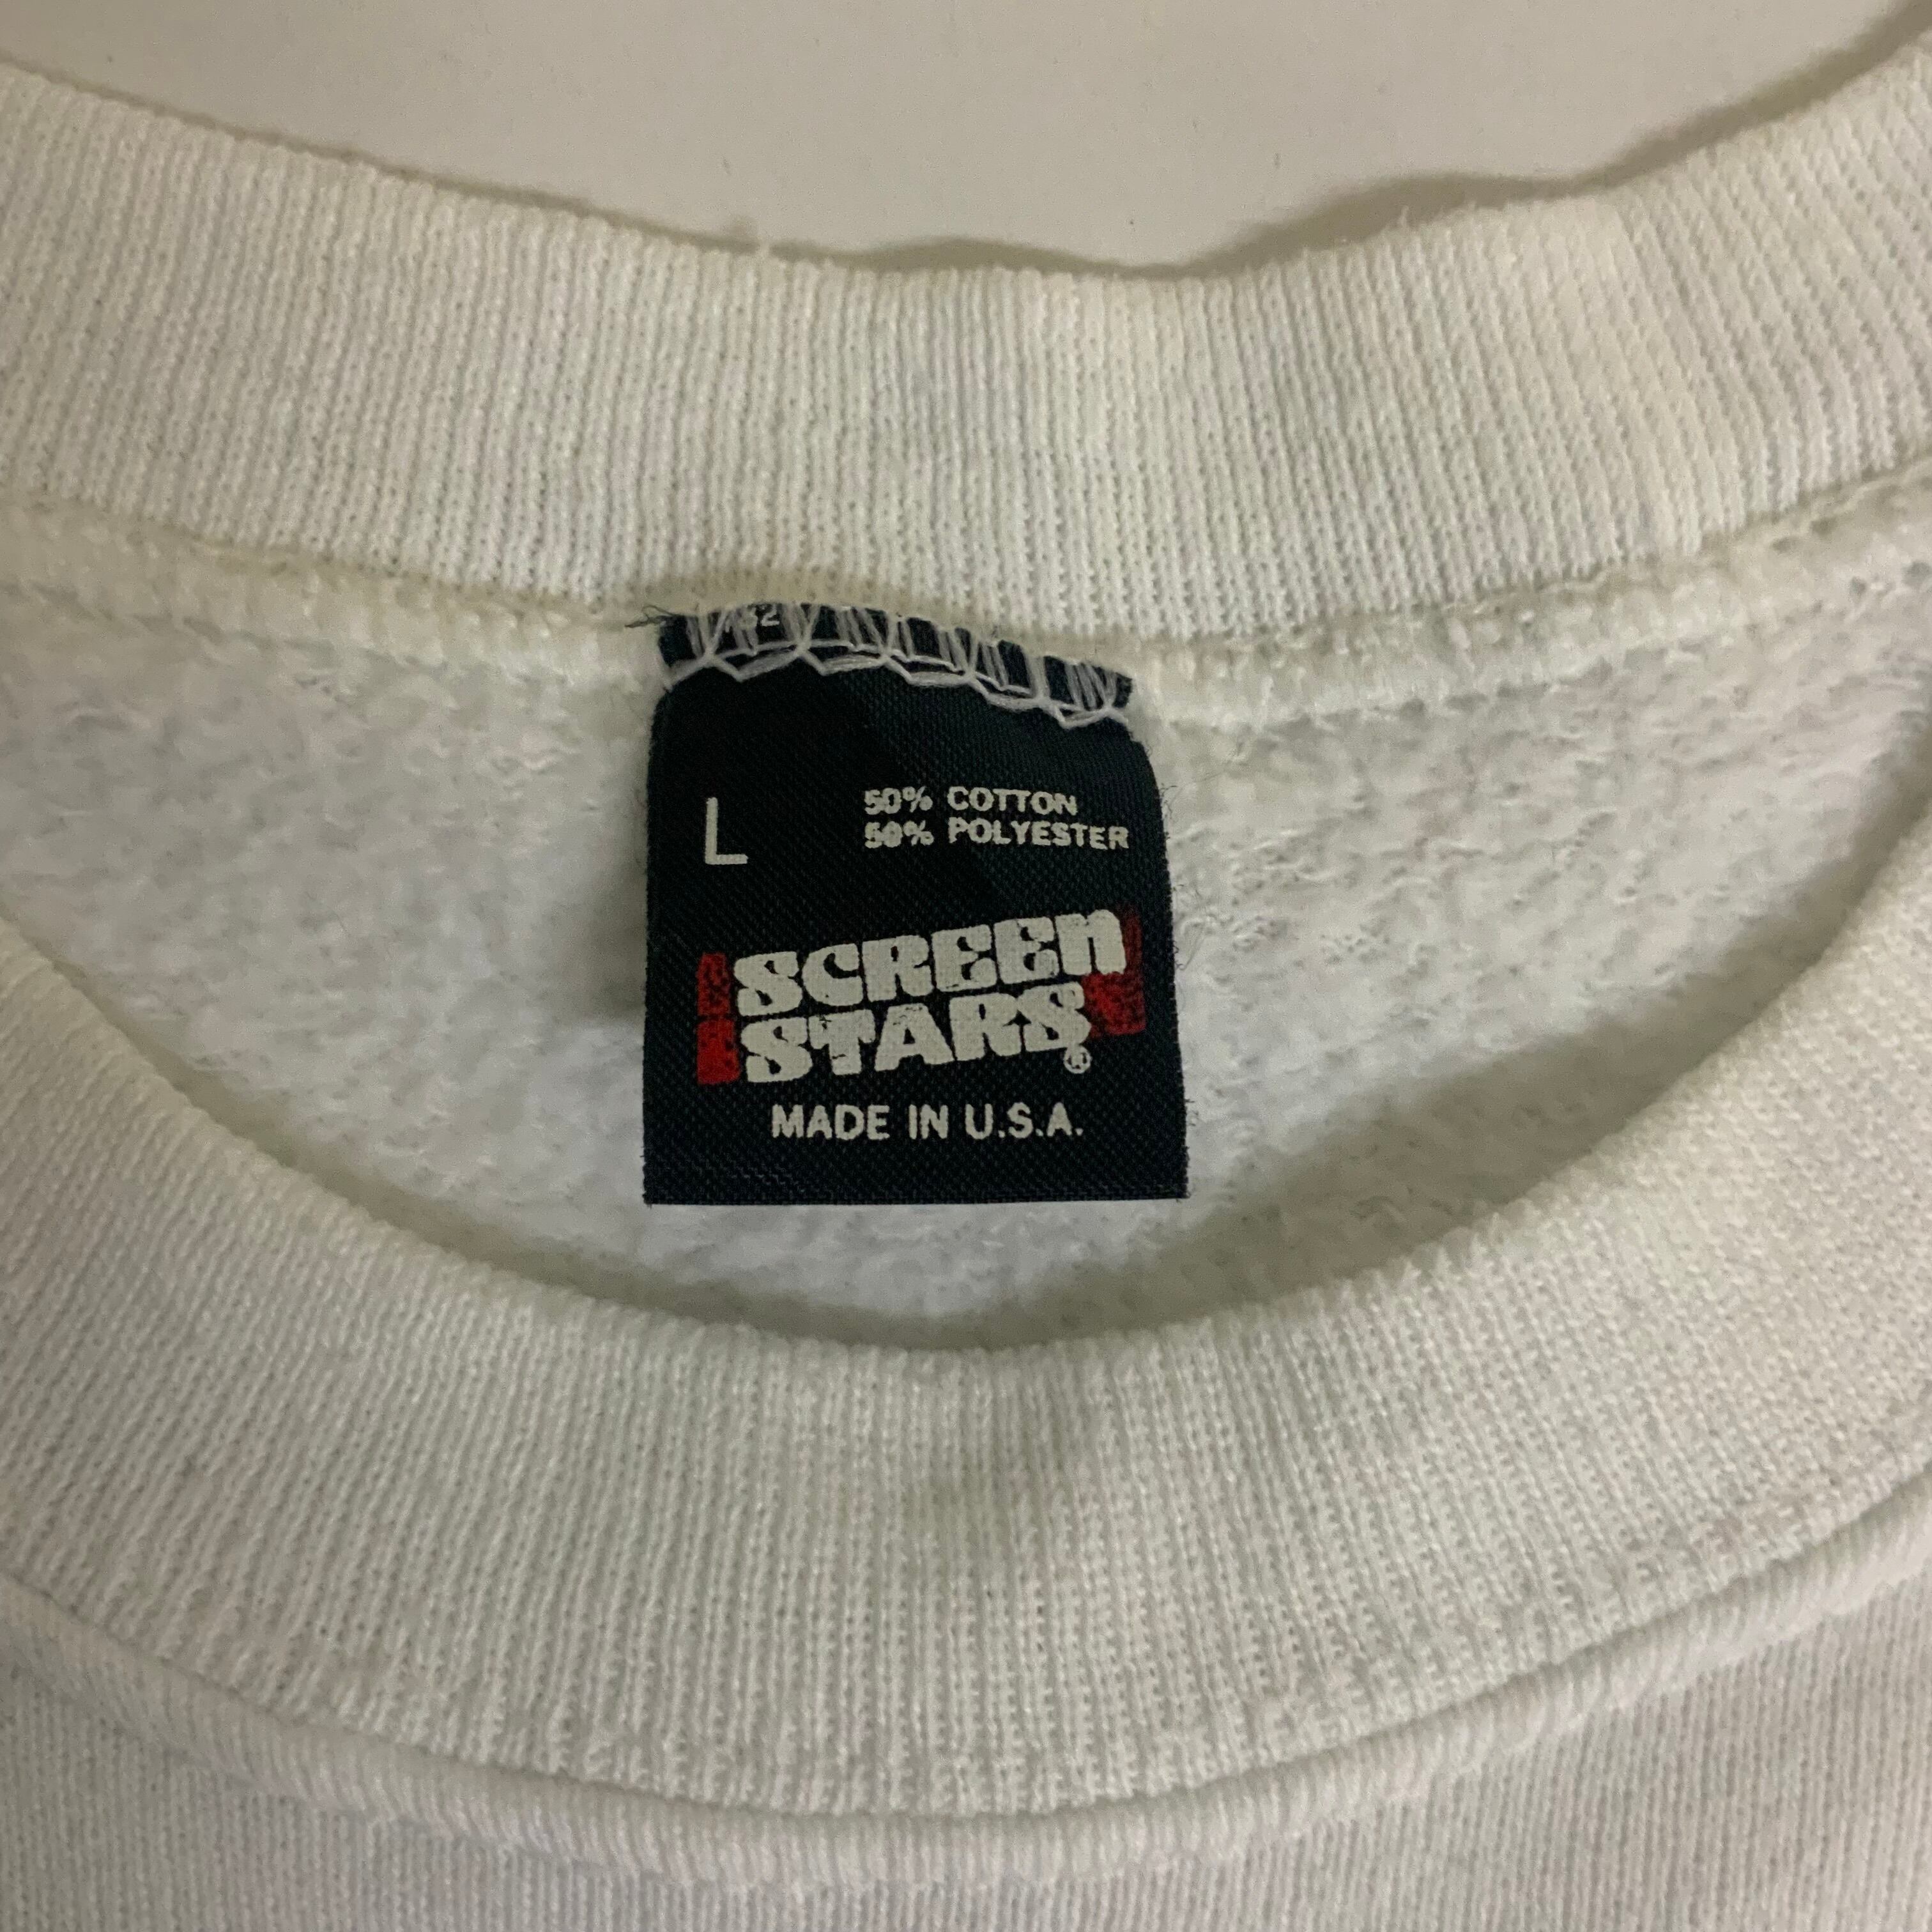 L
50% COTTON
50% POLYESTER
SCREEN
STARS®
MADE IN U.S.A.